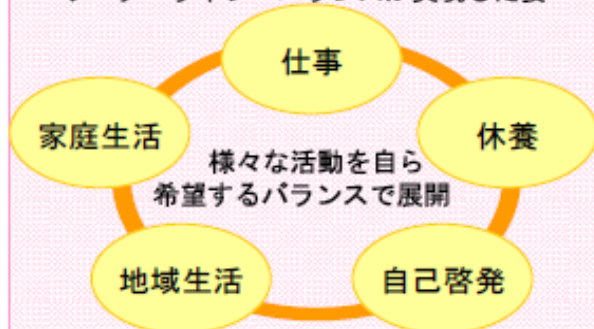 仕事
家庭生活
休養
様々な活動を自ら
希望するバランスで展開
地域生活
自己啓発